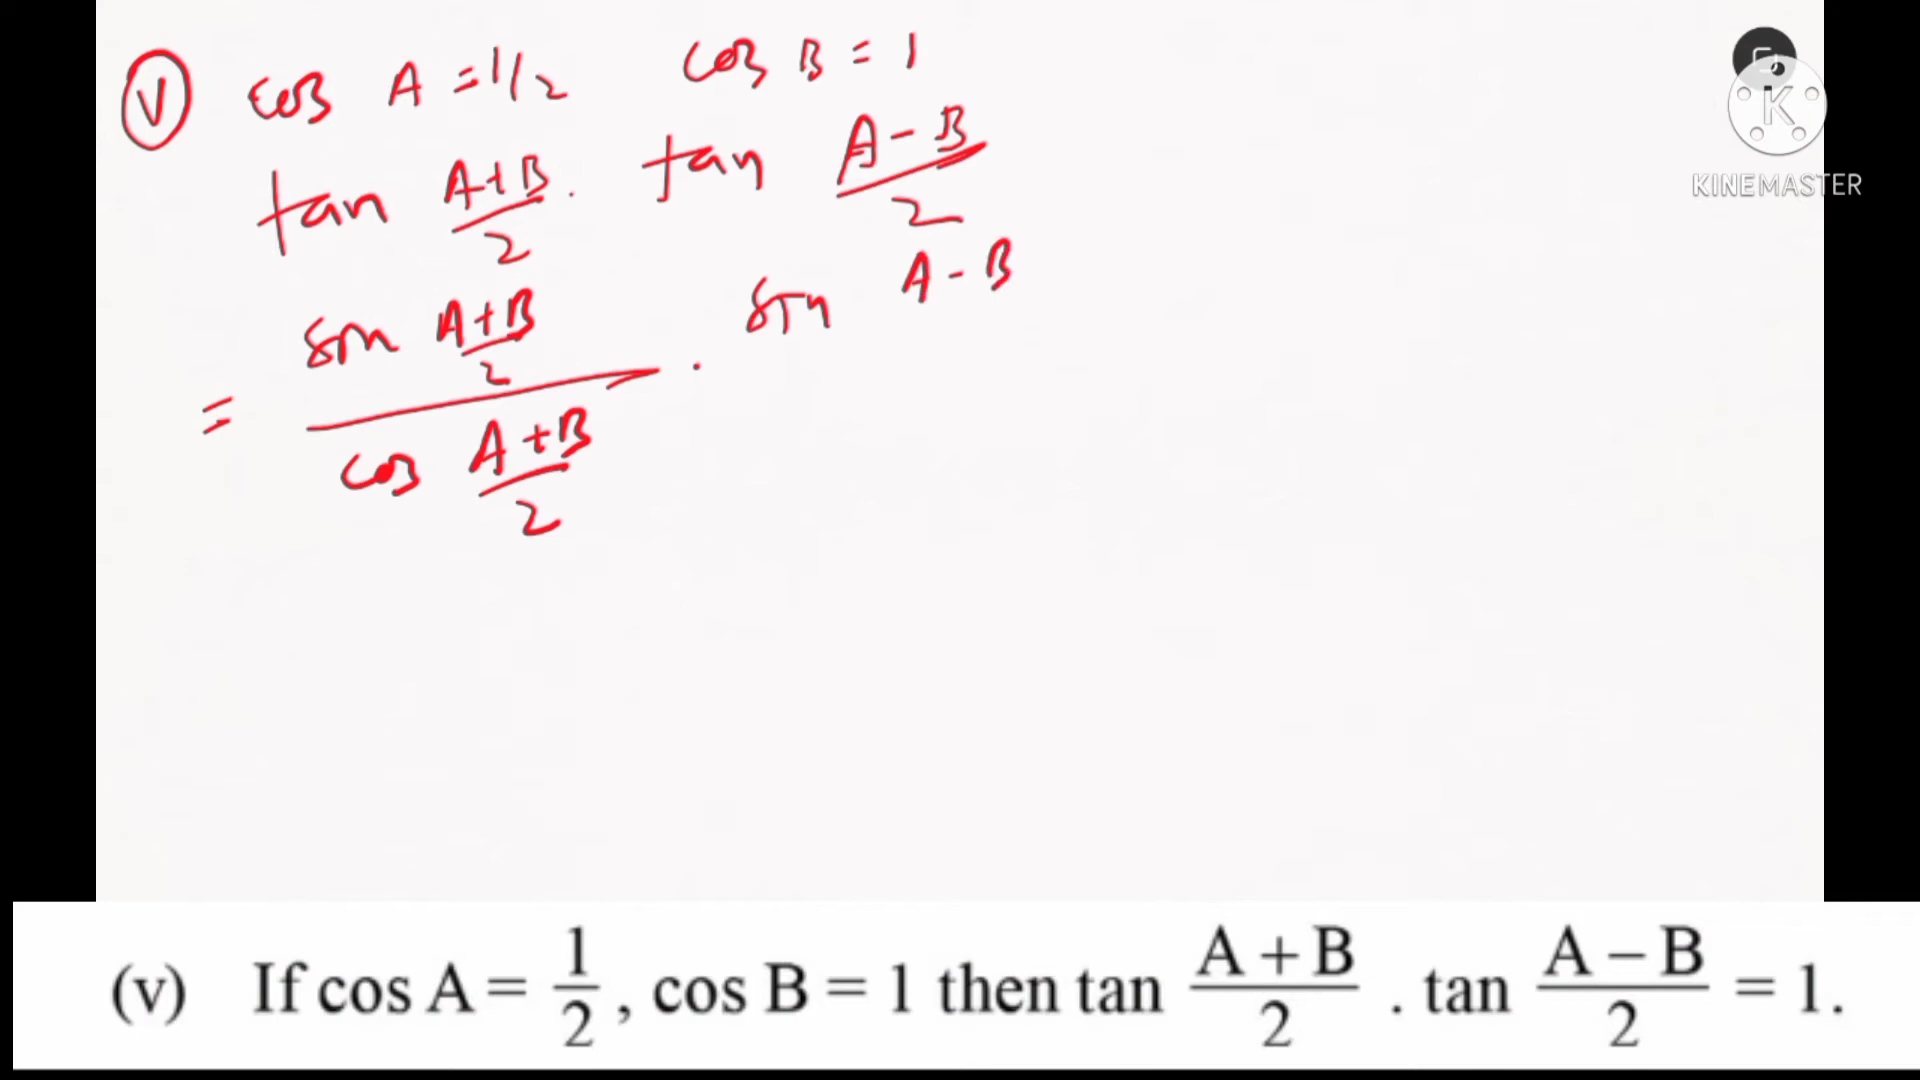 (v) cos A = 1/2 cos B = 1
tan A+B/2 . tan A-B/2
= sin A+B/2 / cos A+B/2 . sin A-B
K
KINEMASTER
(v) If cos A = 1/2 , cos B = 1 then tan A + B/2 . tan A − B/2 = 1.